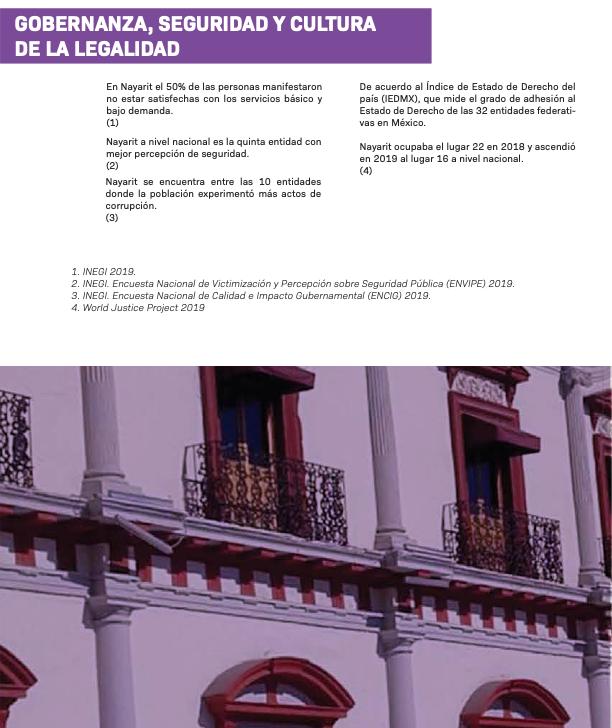 GOBERNANZA, SEGURIDAD Y CULTURA
DE LA LEGALIDAD
En Nayarit el 50% de las personas manifestaron
no estar satisfechas con los servicios básico y
bajo demanda.
(1)
Nayarit a nivel nacional es la quinta entidad con
mejor percepción de seguridad.
(2)
Nayarit se encuentra entre las 10 entidades
donde la población experimentó más actos de
corrupción.
(3)
De acuerdo al Índice de Estado de Derecho del
país (IEDMX), que mide el grado de adhesión al
Estado de Derecho de las 32 entidades federati-
vas en México.
Nayarit ocupaba el lugar 22 en 2018 y ascendió
en 2019 al lugar 16 a nivel nacional.
(4)
1. INEGI 2019.
2. INEGI. Encuesta Nacional de Victimización y Percepción sobre Seguridad Pública (ENVIPE) 2019.
3. INEGI. Encuesta Nacional de Calidad e Impacto Gubernamental (ENCIG) 2019.
4. World Justice Project 2019